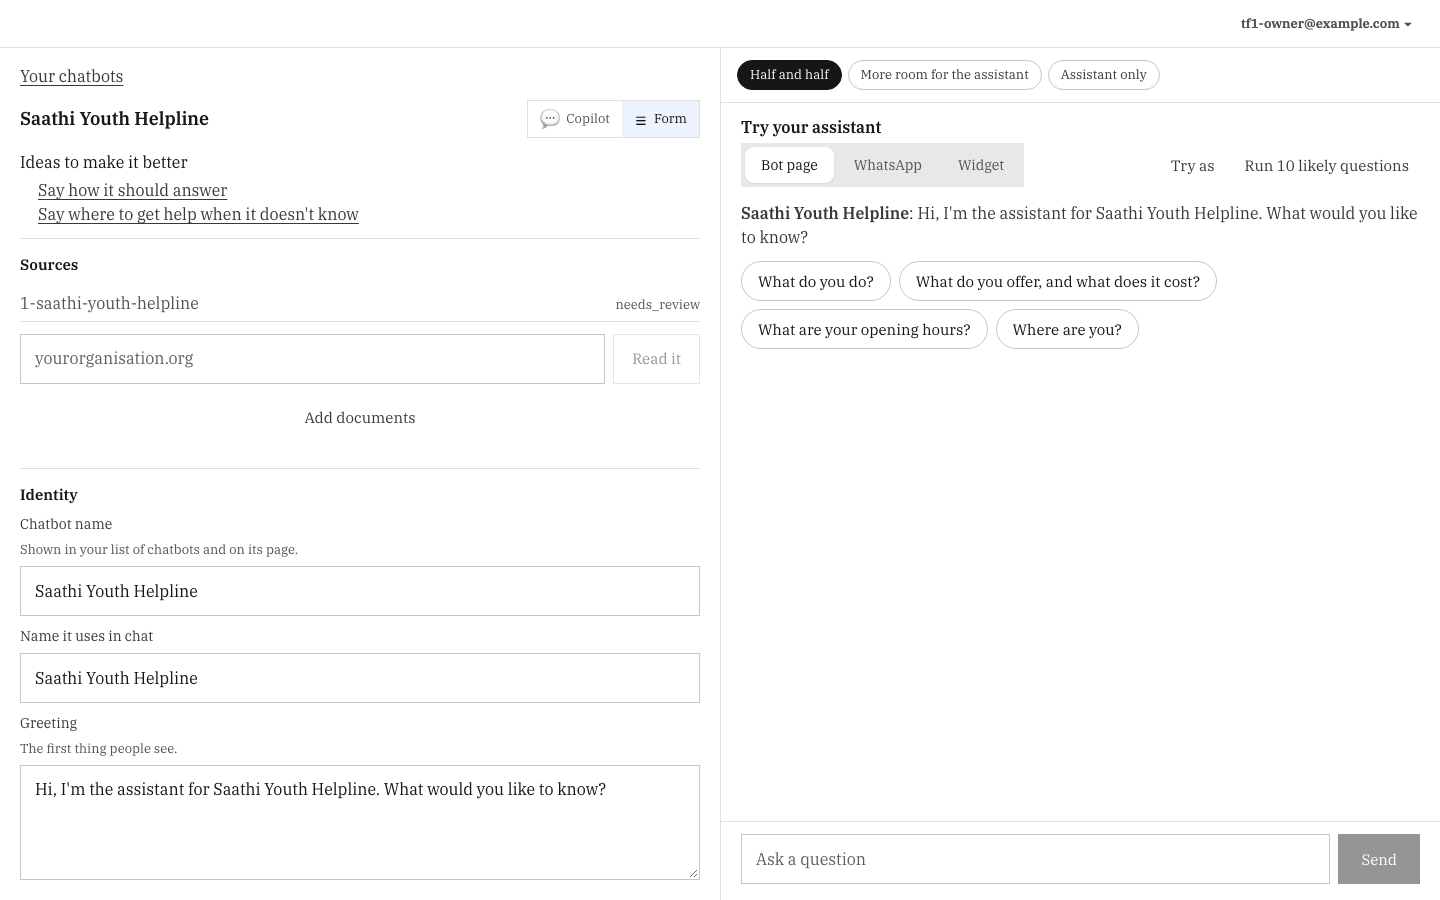 tf1-owner@example.com
Your chatbots
Saathi Youth Helpline
Copilot
Form
Ideas to make it better
Say how it should answer
Say where to get help when it doesn't know
Sources
1-saathi-youth-helpline
needs_review
yourorganisation.org
Read it
Add documents
Identity
Chatbot name
Shown in your list of chatbots and on its page.
Saathi Youth Helpline
Name it uses in chat
Saathi Youth Helpline
Greeting
The first thing people see.
Hi, I'm the assistant for Saathi Youth Helpline. What would you like to know?
Half and half
More room for the assistant
Assistant only
Try your assistant
Bot page
WhatsApp
Widget
Try as
Run 10 likely questions
Saathi Youth Helpline: Hi, I'm the assistant for Saathi Youth Helpline. What would you like
to know?
What do you do?
What do you offer, and what does it cost?
What are your opening hours?
Where are you?
Ask a question
Send